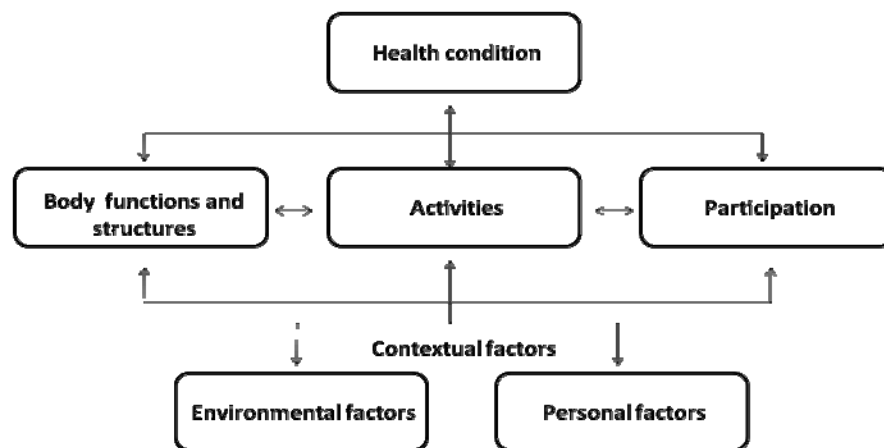 Health condition
Body functions and
structures
Activities
Participation
Contextual factors
Environmental factors
Personal factors